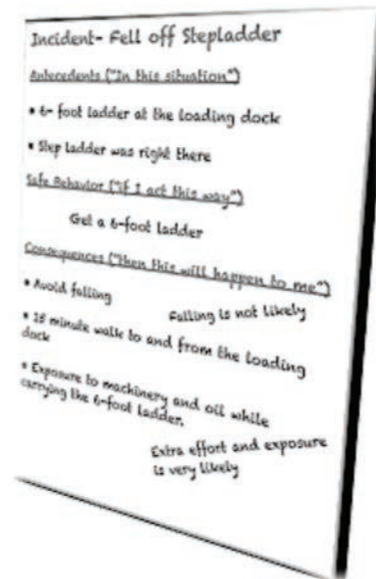 Incident- Fell off Stepladder
Antecedents ("In this situation")
• 6- foot ladder at the loading dock
• Step ladder was right there
Safe Behavior ("if I act this way")
Get a 6-foot ladder
Consequences ("then this will happen to me")
• Avoid falling
Falling is not likely
• 15 minute walk to and from the loading
dock
• Exposure to machinery and oil while
carrying the 6-foot ladder.
Extra effort and exposure
is very likely